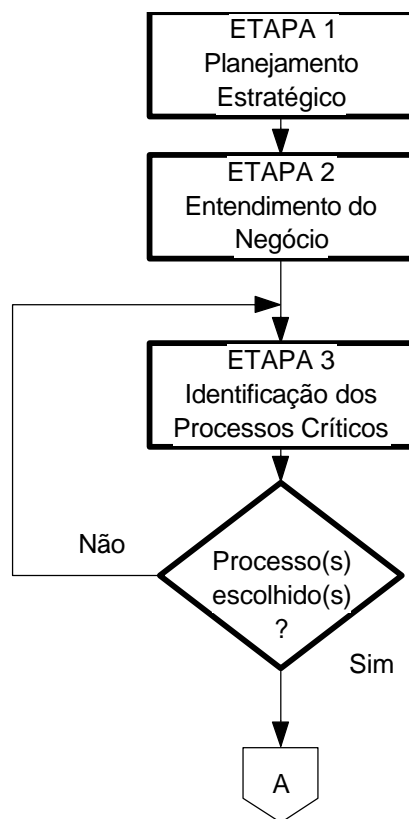 ETAPA 1
Planejamento
Estratégico
ETAPA 2
Entendimento do
Negócio
ETAPA 3
Identificação dos
Processos Críticos
Não
Processo(s)
escolhido(s)
?
Sim
A